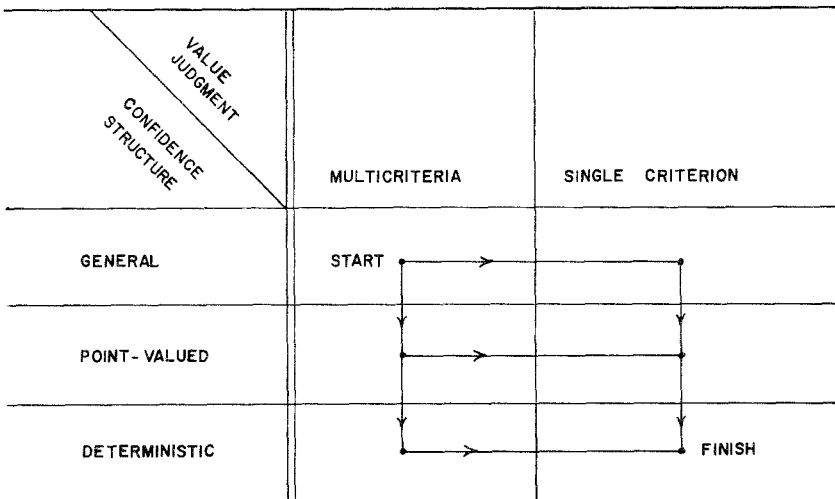 VALUE
JUDGMENT
CONFIDENCE
STRUCTURE
MULTICRITERIA
SINGLE CRITERION
GENERAL
START
POINT-VALUED
DETERMINISTIC
FINISH